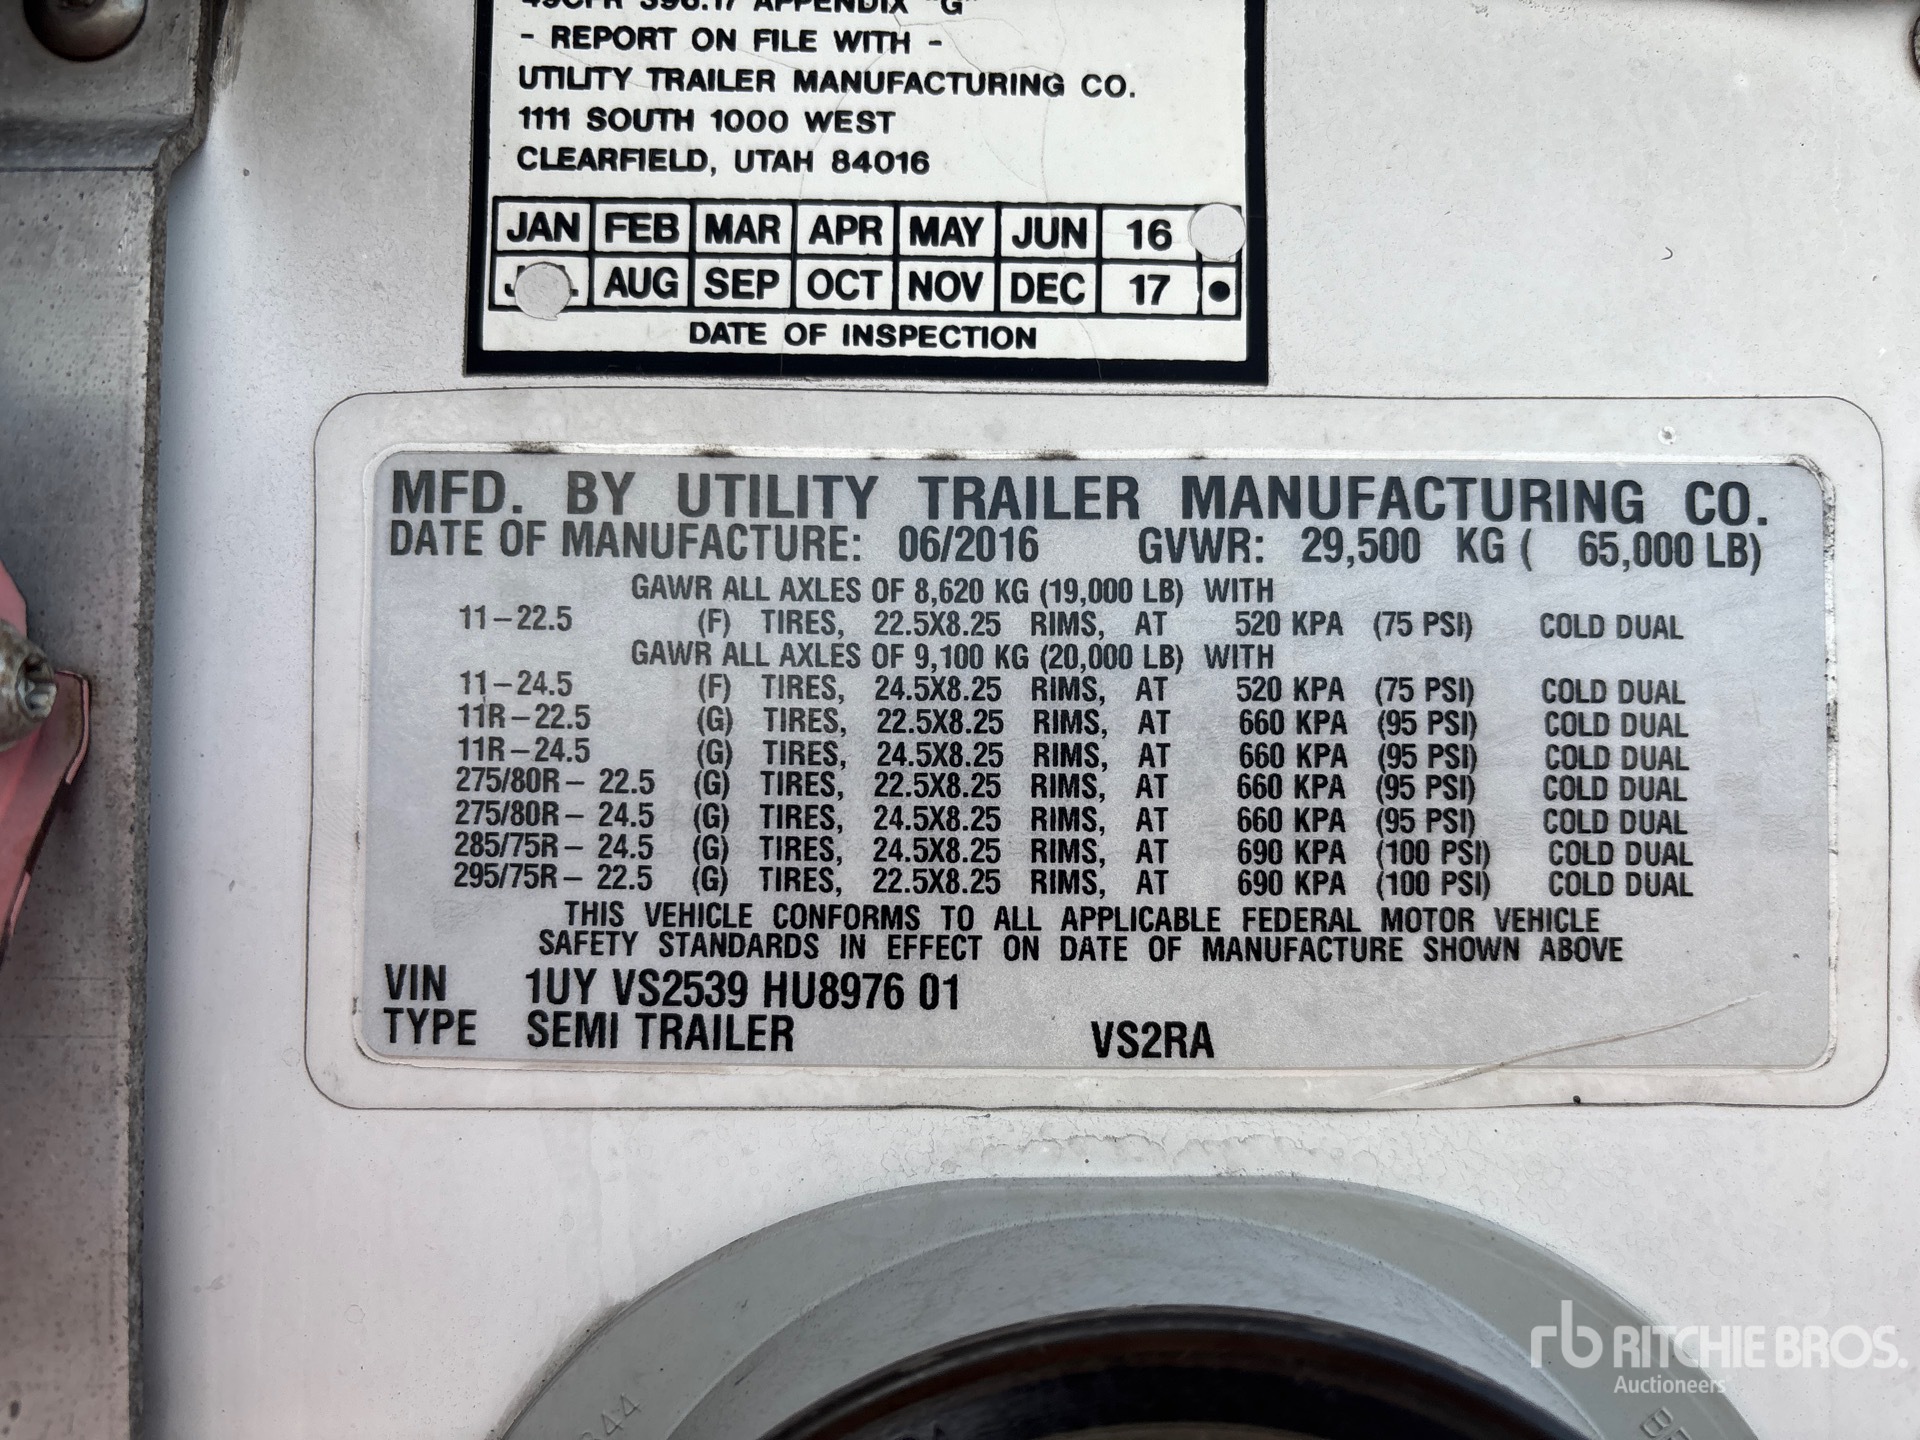 49CFR 396.17 APPENDIX "G"
- REPORT ON FILE WITH -
UTILITY TRAILER MANUFACTURING CO.
1111 SOUTH 1000 WEST
CLEARFIELD, UTAH 84016
JAN FEB MAR APR MAY JUN 16
AUG SEP OCT NOV DEC 17
DATE OF INSPECTION
MFD. BY UTILITY TRAILER MANUFACTURING CO.
DATE OF MANUFACTURE: 06/2016 GVWR: 29,500 KG ( 65,000 LB)
GAWR ALL AXLES OF 8,620 KG (19,000 LB) WITH
11-22.5 (F) TIRES, 22.5X8.25 RIMS, AT 520 KPA (75 PSI) COLD DUAL
GAWR ALL AXLES OF 9,100 KG (20,000 LB) WITH
11-24.5 (F) TIRES, 24.5X8.25 RIMS, AT 520 KPA (75 PSI) COLD DUAL
11R-22.5 (G) TIRES, 22.5X8.25 RIMS, AT 660 KPA (95 PSI) COLD DUAL
11R-24.5 (G) TIRES, 24.5X8.25 RIMS, AT 660 KPA (95 PSI) COLD DUAL
275/80R- 22.5 (G) TIRES, 22.5X8.25 RIMS, AT 660 KPA (95 PSI) COLD DUAL
275/80R- 24.5 (G) TIRES, 24.5X8.25 RIMS, AT 660 KPA (95 PSI) COLD DUAL
285/75R- 24.5 (G) TIRES, 24.5X8.25 RIMS, AT 690 KPA (100 PSI) COLD DUAL
295/75R- 22.5 (G) TIRES, 22.5X8.25 RIMS, AT 690 KPA (100 PSI) COLD DUAL
THIS VEHICLE CONFORMS TO ALL APPLICABLE FEDERAL MOTOR VEHICLE
SAFETY STANDARDS IN EFFECT ON DATE OF MANUFACTURE SHOWN ABOVE
VIN 1UY VS2539 HU8976 01
TYPE SEMI TRAILER VS2RA
rb RITCHIE BROS.
Auctioneers